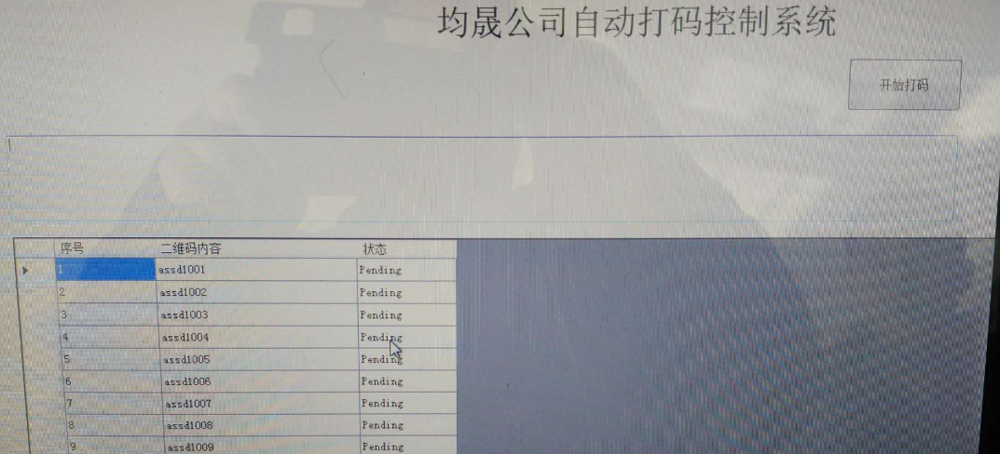 均晟公司自动打码控制系统
开始打码
序号 二维码内容 状态
1 assd1001 Pending
2 assd1002 Pending
3 assd1003 Pending
4 assd1004 Pending
5 assd1005 Pending
6 assd1006 Pending
7 assd1007 Pending
8 assd1008 Pending
9 assd1009 Pending